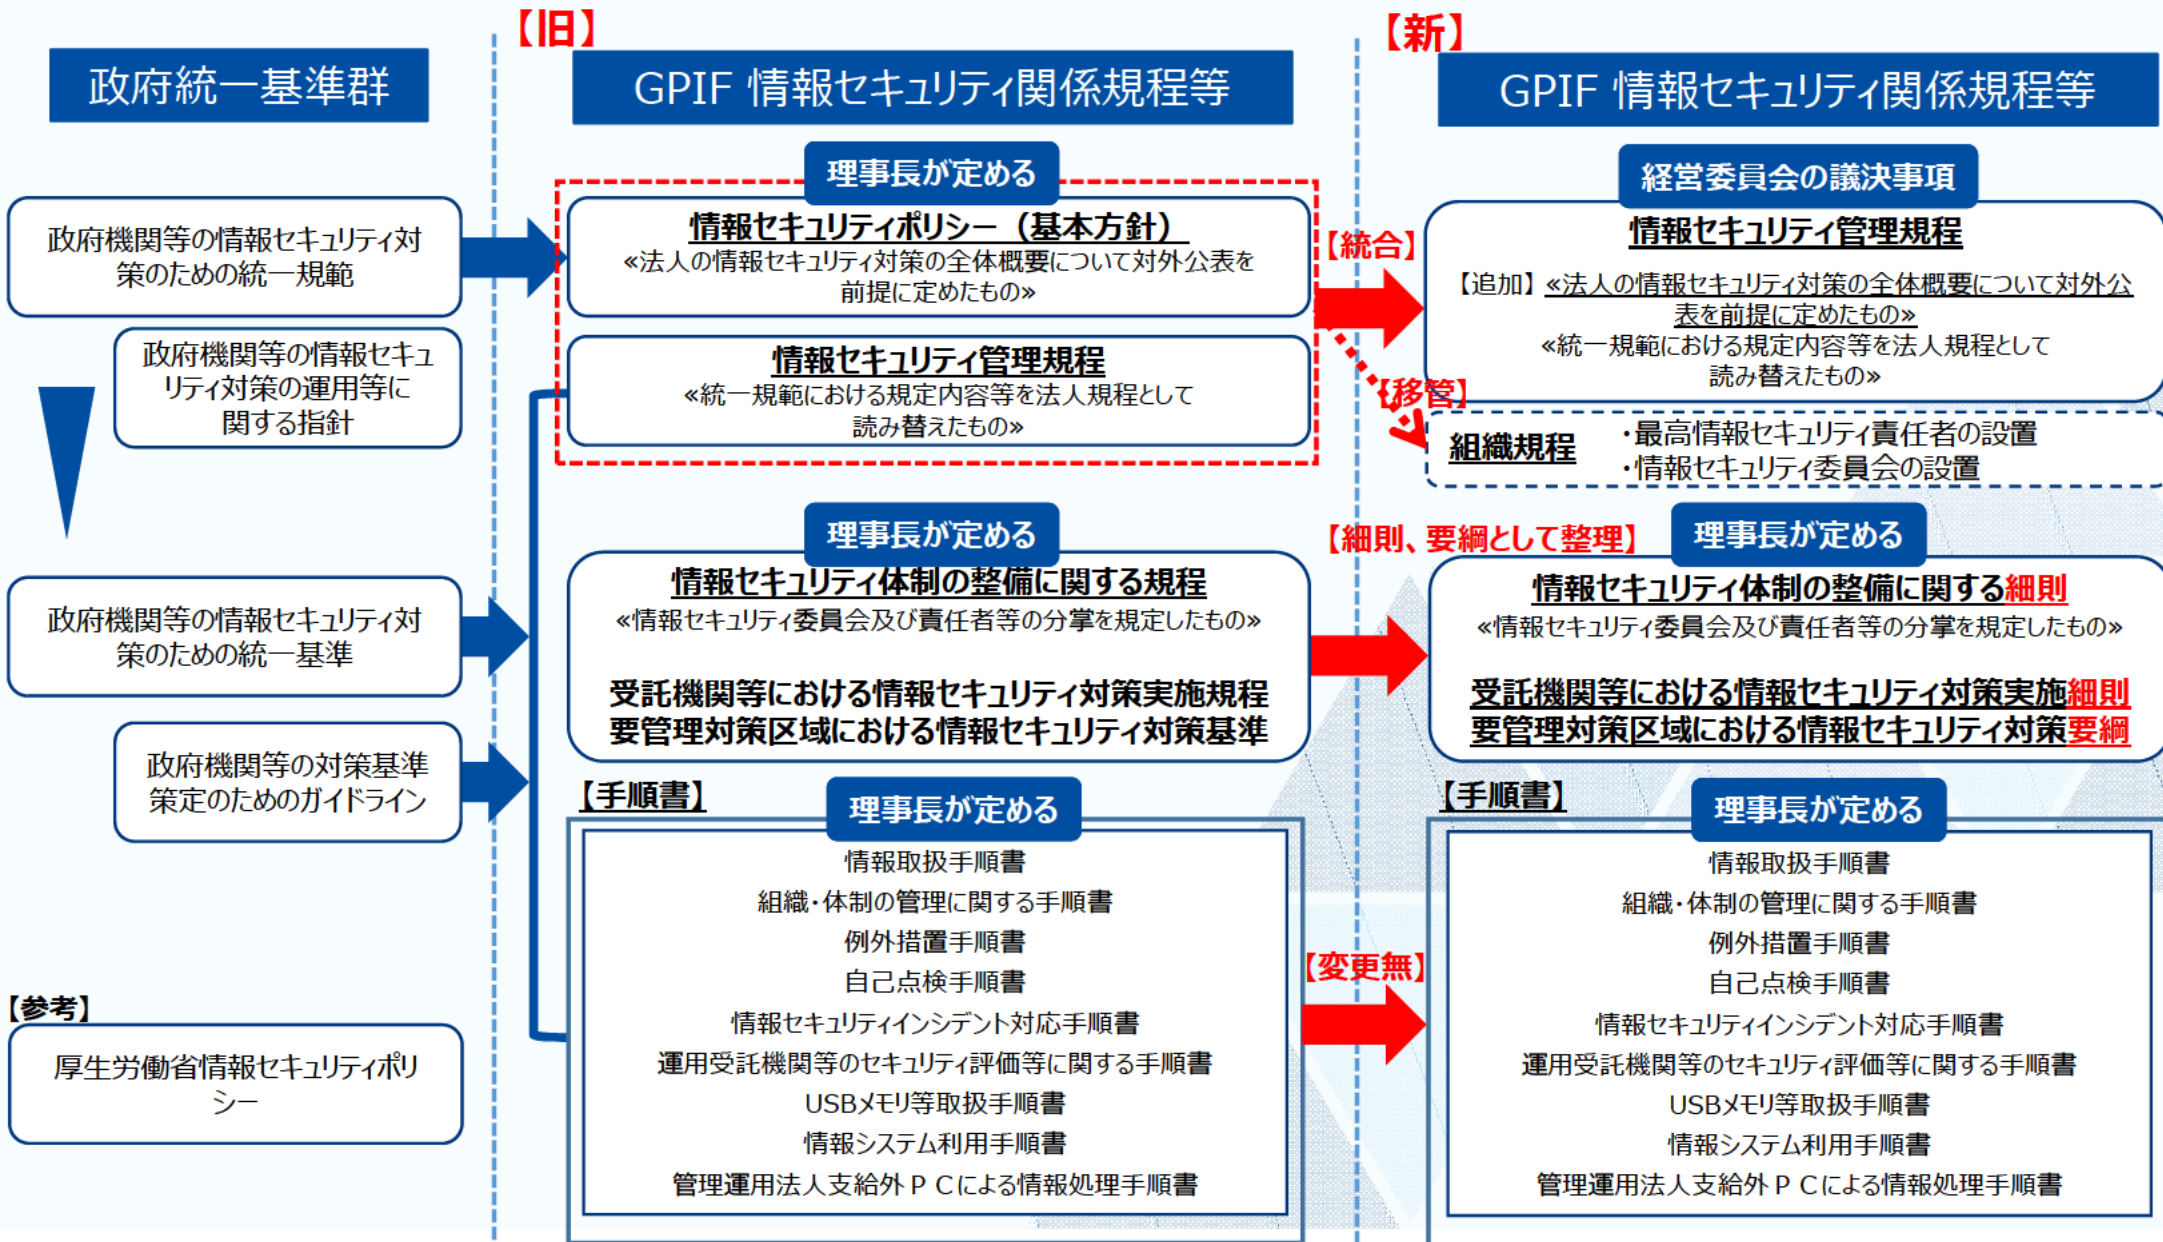 政府統一基準群
政府機関等の情報セキュリティ対
策のための統一規範
政府機関等の情報セキュ
リティ対策の運用等に
関する指針
政府機関等の情報セキュリティ対
策のための統一基準
政府機関等の対策基準
策定のためのガイドライン
【参考】
厚生労働省情報セキュリティポリ
シー
【旧】
GPIF 情報セキュリティ関係規程等
理事長が定める
情報セキュリティポリシー（基本方針）
«法人の情報セキュリティ対策の全体概要について対外公表を
前提に定めたもの»
情報セキュリティ管理規程
«統一規範における規定内容等を法人規程として
読み替えたもの»
理事長が定める
情報セキュリティ体制の整備に関する規程
«情報セキュリティ委員会及び責任者等の分掌を規定したもの»
受託機関等における情報セキュリティ対策実施規程
要管理対策区域における情報セキュリティ対策基準
【手順書】
理事長が定める
情報取扱手順書
組織・体制の管理に関する手順書
例外措置手順書
自己点検手順書
情報セキュリティインシデント対応手順書
運用受託機関等のセキュリティ評価等に関する手順書
USBメモリ等取扱手順書
情報システム利用手順書
管理運用法人支給外ＰＣによる情報処理手順書
【統合】
【移管】
【細則、要綱として整理】
【変更無】
【新】
GPIF 情報セキュリティ関係規程等
経営委員会の議決事項
情報セキュリティ管理規程
【追加】«法人の情報セキュリティ対策の全体概要について対外公
表を前提に定めたもの»
«統一規範における規定内容等を法人規程として
読み替えたもの»
組織規程
・最高情報セキュリティ責任者の設置
・情報セキュリティ委員会の設置
理事長が定める
情報セキュリティ体制の整備に関する細則
«情報セキュリティ委員会及び責任者等の分掌を規定したもの»
受託機関等における情報セキュリティ対策実施細則
要管理対策区域における情報セキュリティ対策要綱
【手順書】
理事長が定める
情報取扱手順書
組織・体制の管理に関する手順書
例外措置手順書
自己点検手順書
情報セキュリティインシデント対応手順書
運用受託機関等のセキュリティ評価等に関する手順書
USBメモリ等取扱手順書
情報システム利用手順書
管理運用法人支給外ＰＣによる情報処理手順書